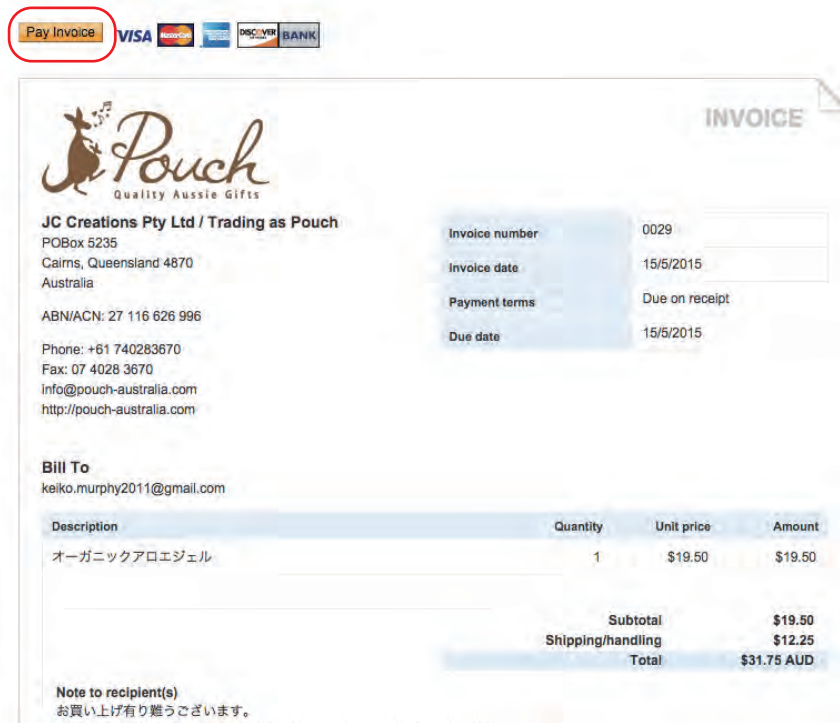 Pay Invoice VISA MasterCard DISCOVER BANK
INVOICE
Pouch
Quality Aussie Gifts
JC Creations Pty Ltd / Trading as Pouch
POBox 5235
Cairns, Queensland 4870
Australia
ABN/ACN: 27 116 626 996
Phone: +61 740283670
Fax: 07 4028 3670
info@pouch-australia.com
http://pouch-australia.com
Invoice number 0029
Invoice date 15/5/2015
Payment terms Due on receipt
Due date 15/5/2015
Bill To
keiko.murphy2011@gmail.com
Description Quantity Unit price Amount
オーガニックアロエジェル 1 $19.50 $19.50
Subtotal $19.50
Shipping/handling $12.25
Total $31.75 AUD
Note to recipient(s)
お買い上げ有り難うございます。